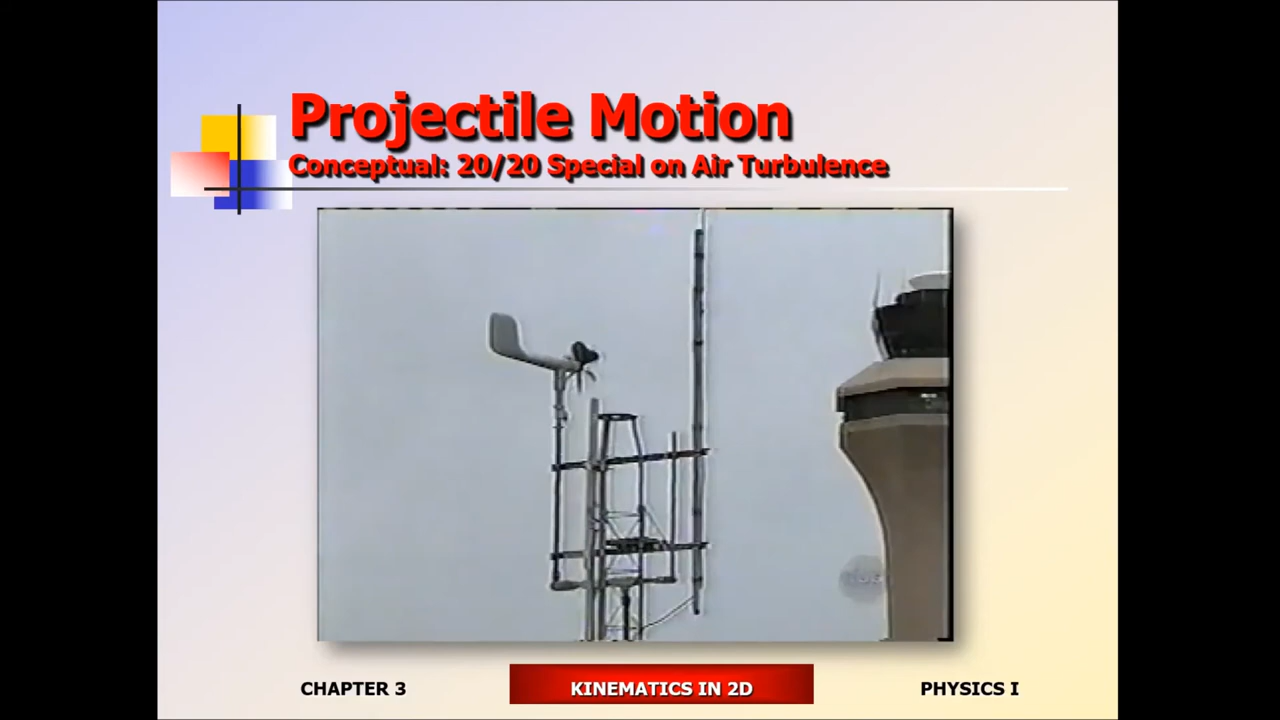 Projectile Motion
Conceptual: 20/20 Special on Air Turbulence
CHAPTER 3
KINEMATICS IN 2D
PHYSICS I